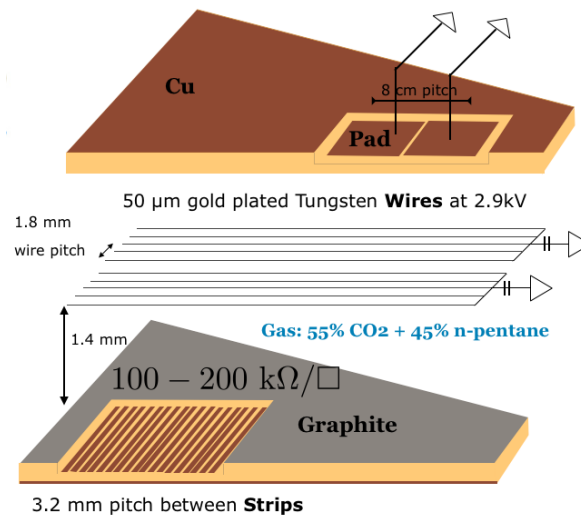 Cu
8 cm pitch
Pad
50 µm gold plated Tungsten Wires at 2.9kV
1.8 mm
wire pitch
1.4 mm
Gas: 55% CO2 + 45% n-pentane
100 − 200 kΩ/□
Graphite
3.2 mm pitch between Strips